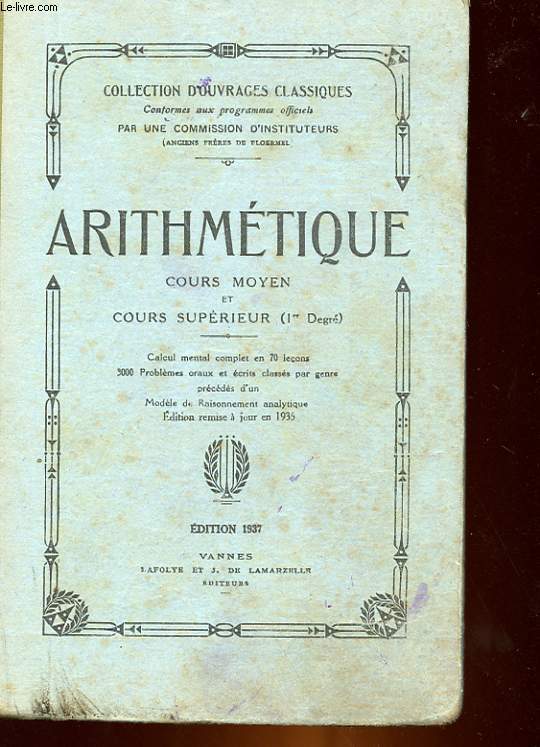 Le-livre.com
COLLECTION D'OUVRAGES CLASSIQUES
Conformes aux programmes officiels
PAR UNE COMMISSION D'INSTITUTEURS
(ANCIENS FRÈRES DE PLOERMEL
ARITHMÉTIQUE
COURS MOYEN
ET
COURS SUPÉRIEUR (1er Degré)
Calcul mental complet en 70 leçons
3000 Problèmes oraux et écrits classés par genre
précédés d'un
Modèle de Raisonnement analytique
Édition remise à jour en 1935
ÉDITION 1937
VANNES
LAFOLYE ET J. DE LAMARZELLE
ÉDITEURS